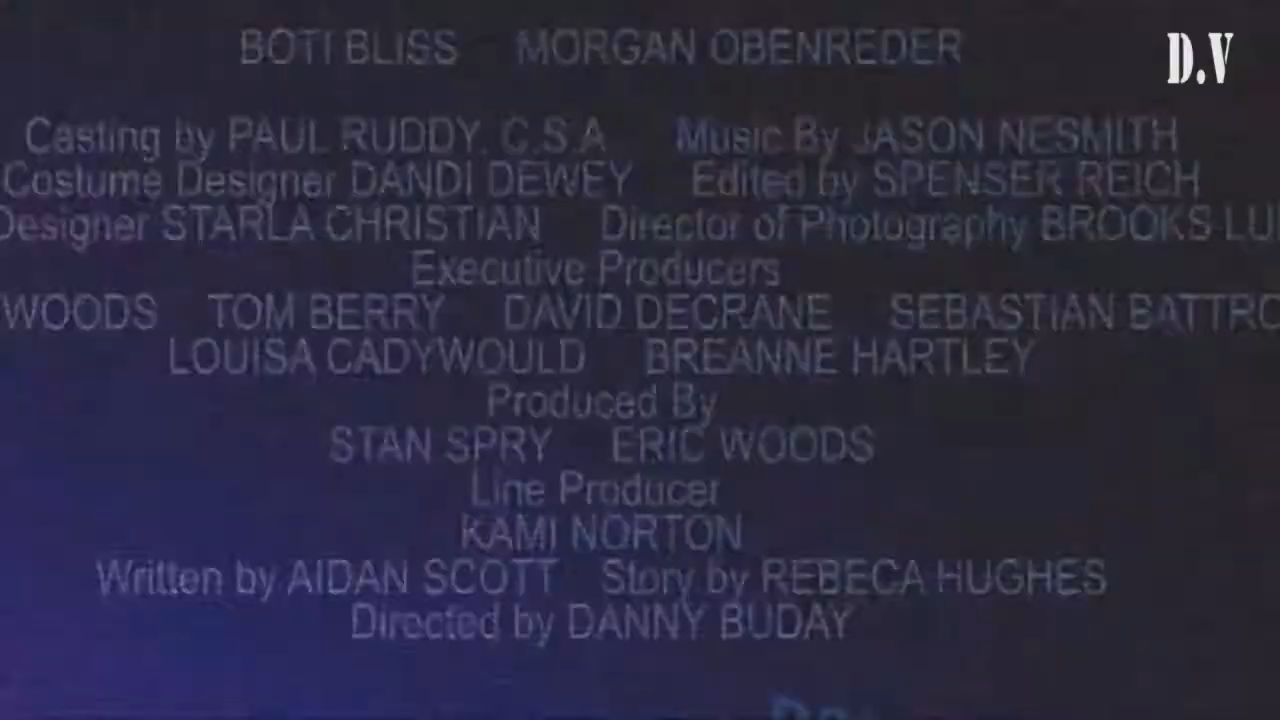 BOTI BLISS MORGAN OBENREDER
D.V
Casting by PAUL RUDDY, C.S.A Music By JASON NESMITH
Costume Designer DANDI DEWEY Edited by SPENSER REICH
Designer STARLA CHRISTIAN Director of Photography BROOKS
Executive Producers
WOODS TOM BERRY DAVID DECRANE SEBASTIAN
LOUISA CADYWOULD BREANNE HARTLEY
Produced By
STAN SPRY ERIC WOODS
Line Producer
KAMI NORTON
Written by AIDAN SCOTT Story by REBECA HUGHES
Directed by DANNY BUDAY